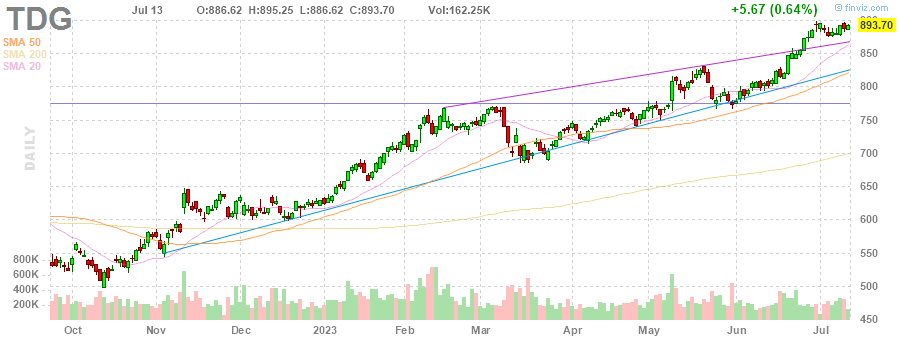 TDG Jul 13 O:886.62 H:895.25 L:886.62 C:893.70 Vol:162.25K +5.67 (0.64%) finviz.com
SMA 50
SMA 200
SMA 20
DAILY
900
893.70
850
800
750
700
650
600
550
500
450
800K
600K
400K
200K
Oct Nov Dec 2023 Feb Mar Apr May Jun Jul